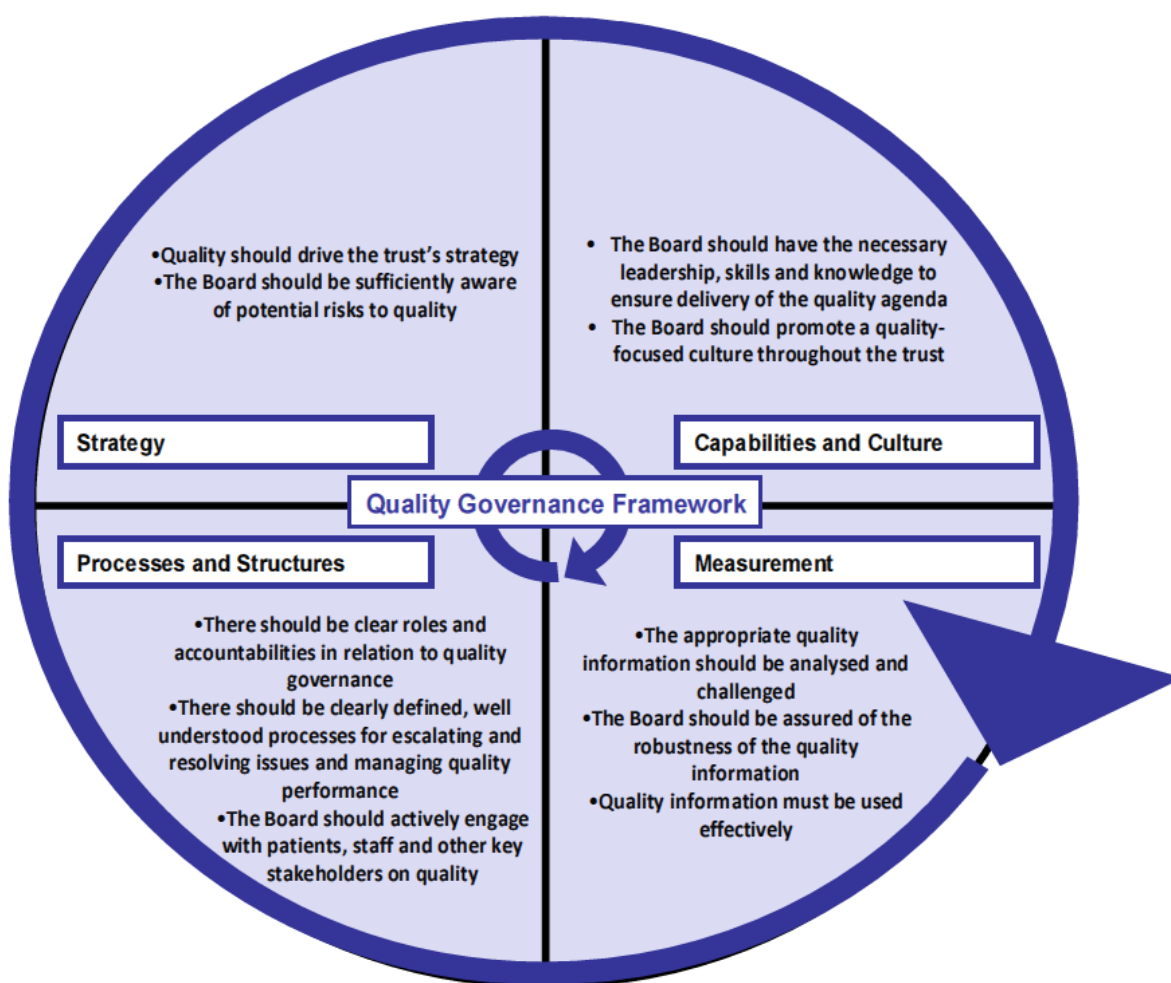 •Quality should drive the trust's strategy
•The Board should be sufficiently aware
of potential risks to quality
Strategy
• The Board should have the necessary
leadership, skills and knowledge to
ensure delivery of the quality agenda
• The Board should promote a quality-
focused culture throughout the trust
Capabilities and Culture
Quality Governance Framework
Processes and Structures
•There should be clear roles and
accountabilities in relation to quality
governance
•There should be clearly defined, well
understood processes for escalating and
resolving issues and managing quality
performance
•The Board should actively engage
with patients, staff and other key
stakeholders on quality
Measurement
•The appropriate quality
information should be analysed and
challenged
•The Board should be assured of the
robustness of the quality
information
•Quality information must be used
effectively